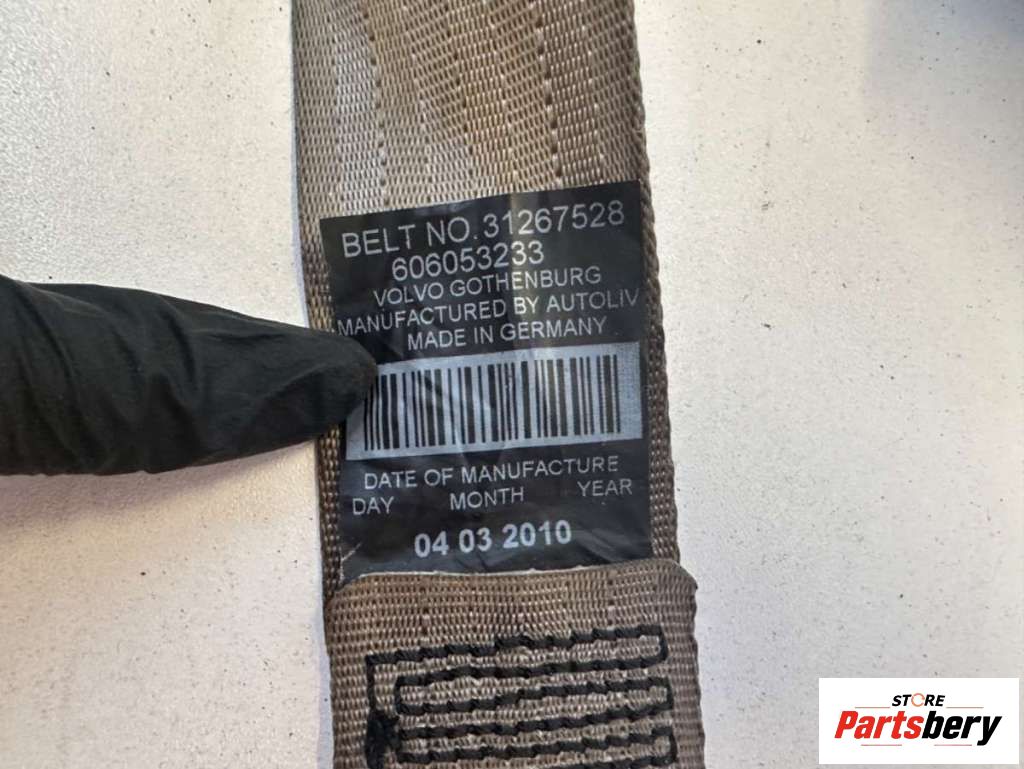 BELT NO.31267528
606053233
VOLVO GOTHENBURG
MANUFACTURED BY AUTOLIV
MADE IN GERMANY
DATE OF MANUFACTURE
DAY MONTH YEAR
04 03 2010
STORE
Partsbery